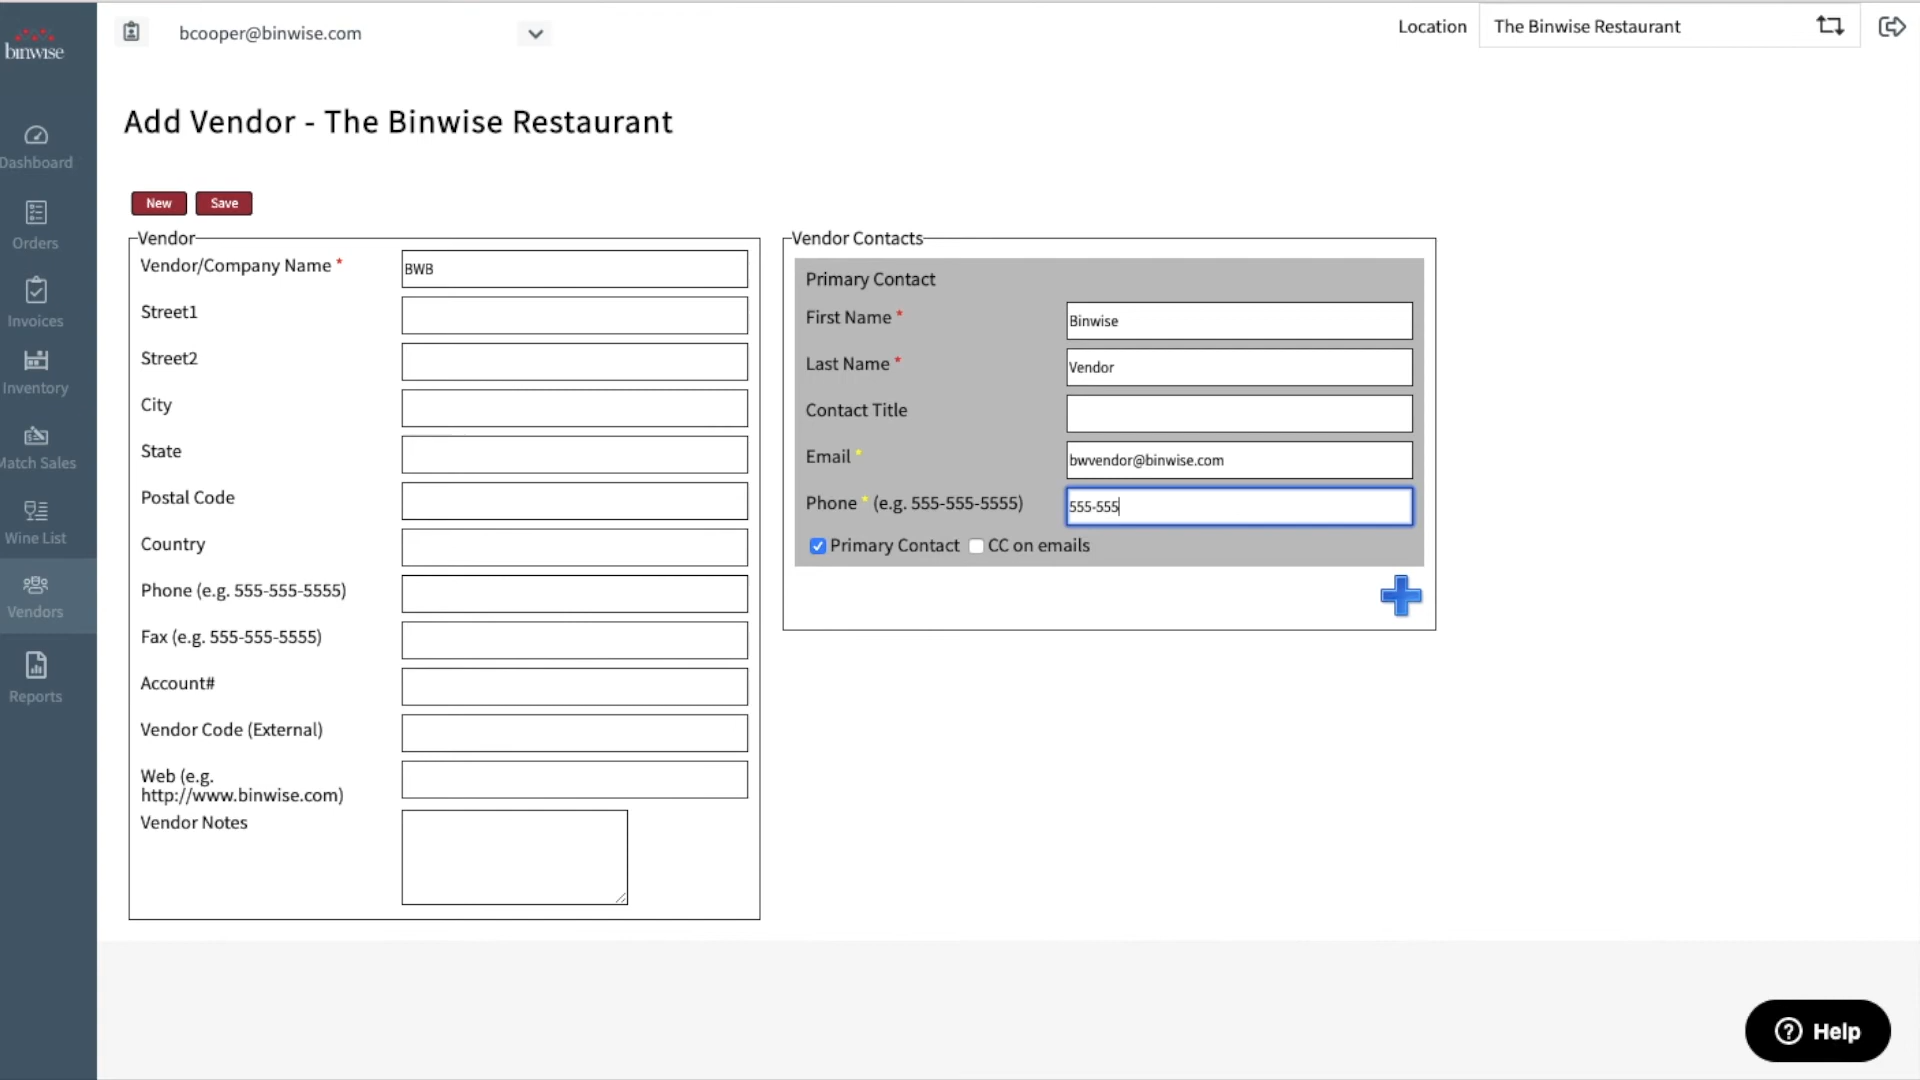 binwise
bcooper@binwise.com
Location
The Binwise Restaurant
Add Vendor - The Binwise Restaurant
Dashboard
Orders
Invoices
Inventory
Match Sales
Wine List
Vendors
Reports
New
Save
Vendor
Vendor/Company Name *
BWB
Street1
Street2
City
State
Postal Code
Country
Phone (e.g. 555-555-5555)
Fax (e.g. 555-555-5555)
Account#
Vendor Code (External)
Web (e.g.
http://www.binwise.com)
Vendor Notes
Vendor Contacts
Primary Contact
First Name *
Binwise
Last Name *
Vendor
Contact Title
Email *
bwvendor@binwise.com
Phone * (e.g. 555-555-5555)
555-555
Primary Contact
CC on emails
Help